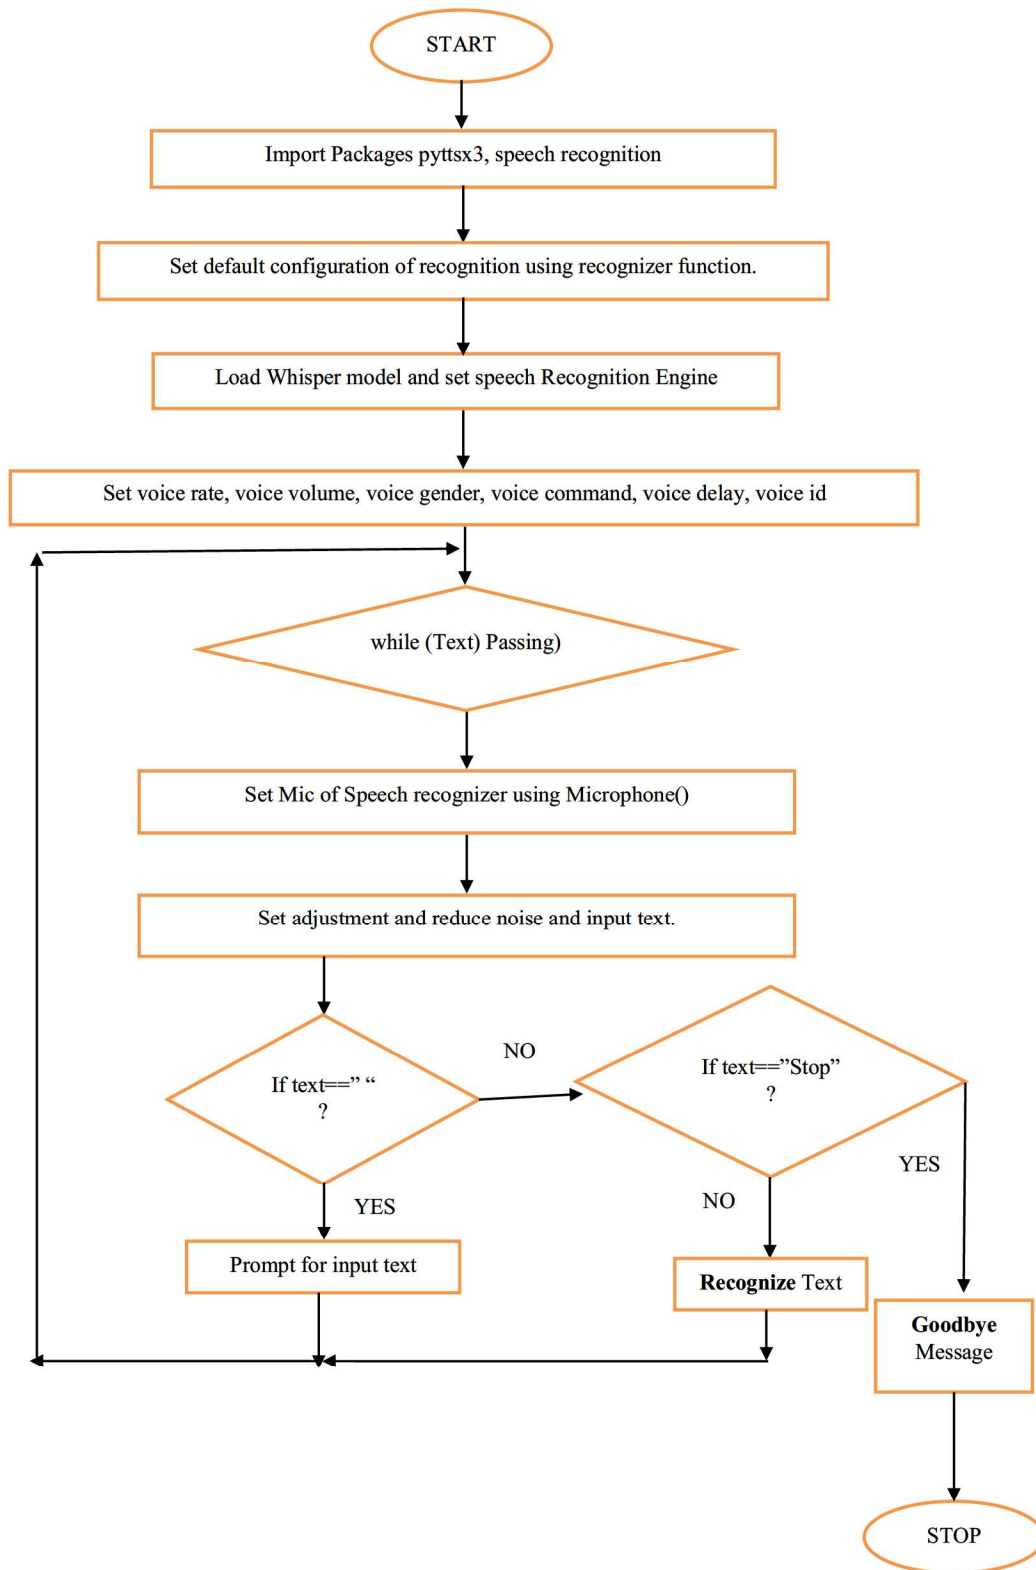 START
Import Packages pyttsx3, speech recognition
Set default configuration of recognition using recognizer function.
Load Whisper model and set speech Recognition Engine
Set voice rate, voice volume, voice gender, voice command, voice delay, voice id
while (Text) Passing)
Set Mic of Speech recognizer using Microphone()
Set adjustment and reduce noise and input text.
If text==” “
?
NO
If text==”Stop”
?
YES
NO
YES
Prompt for input text
Recognize Text
Goodbye
Message
STOP